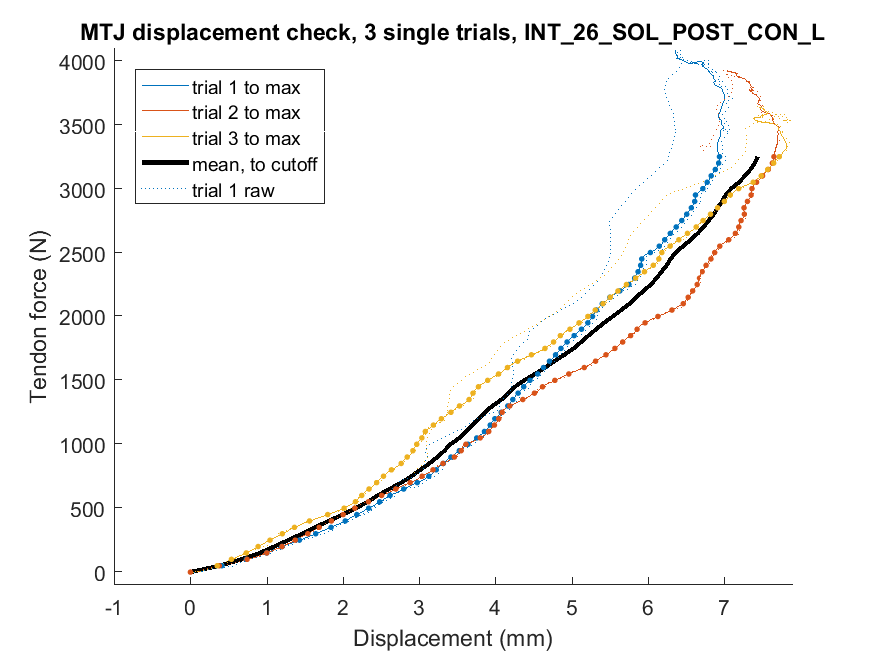 MTJ displacement check, 3 single trials, INT_26_SOL_POST_CON_L
4000
3500
3000
2500
2000
1500
1000
500
0
Tendon force (N)
trial 1 to max
trial 2 to max
trial 3 to max
mean, to cutoff
trial 1 raw
-1 0 1 2 3 4 5 6 7
Displacement (mm)